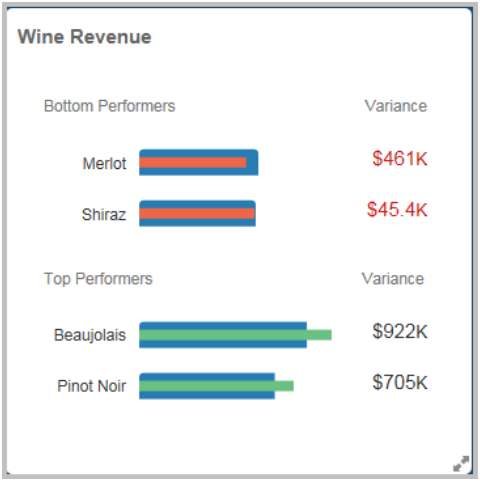 Wine Revenue
Bottom Performers Variance
Merlot $461K
Shiraz $45.4K
Top Performers Variance
Beaujolais $922K
Pinot Noir $705K